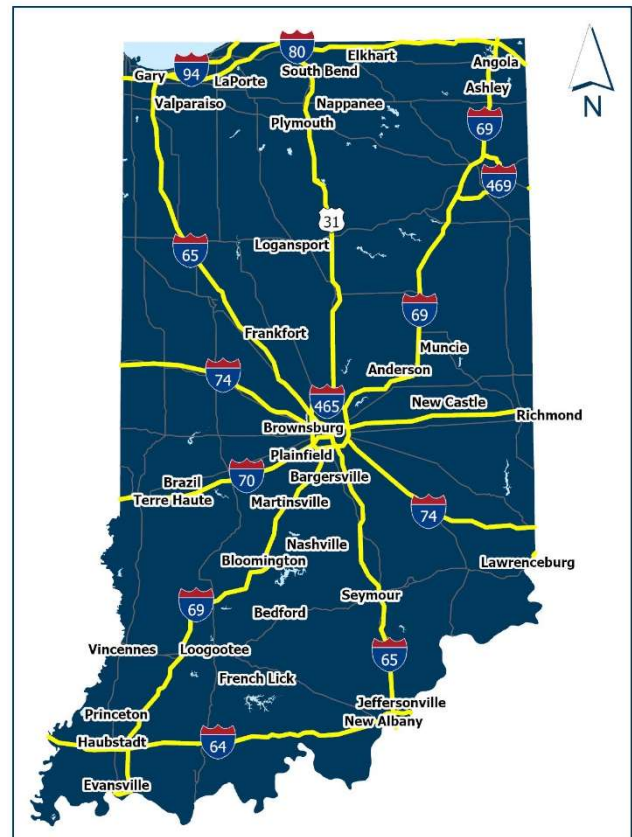 80
Elkhart
Angola
94
Gary
LaPorte
South Bend
Ashley
N
Valparaiso
Nappanee
Plymouth
69
469
31
Logansport
65
69
Frankfort
Muncie
74
Anderson
465
New Castle
Richmond
Brownsburg
Plainfield
Brazil
70
Bargersville
Terre Haute
Martinsville
74
Nashville
Bloomington
Lawrenceburg
Seymour
69
Bedford
Vincennes
Loogootee
65
French Lick
Jeffersonville
Princeton
New Albany
Haubstadt
64
Evansville